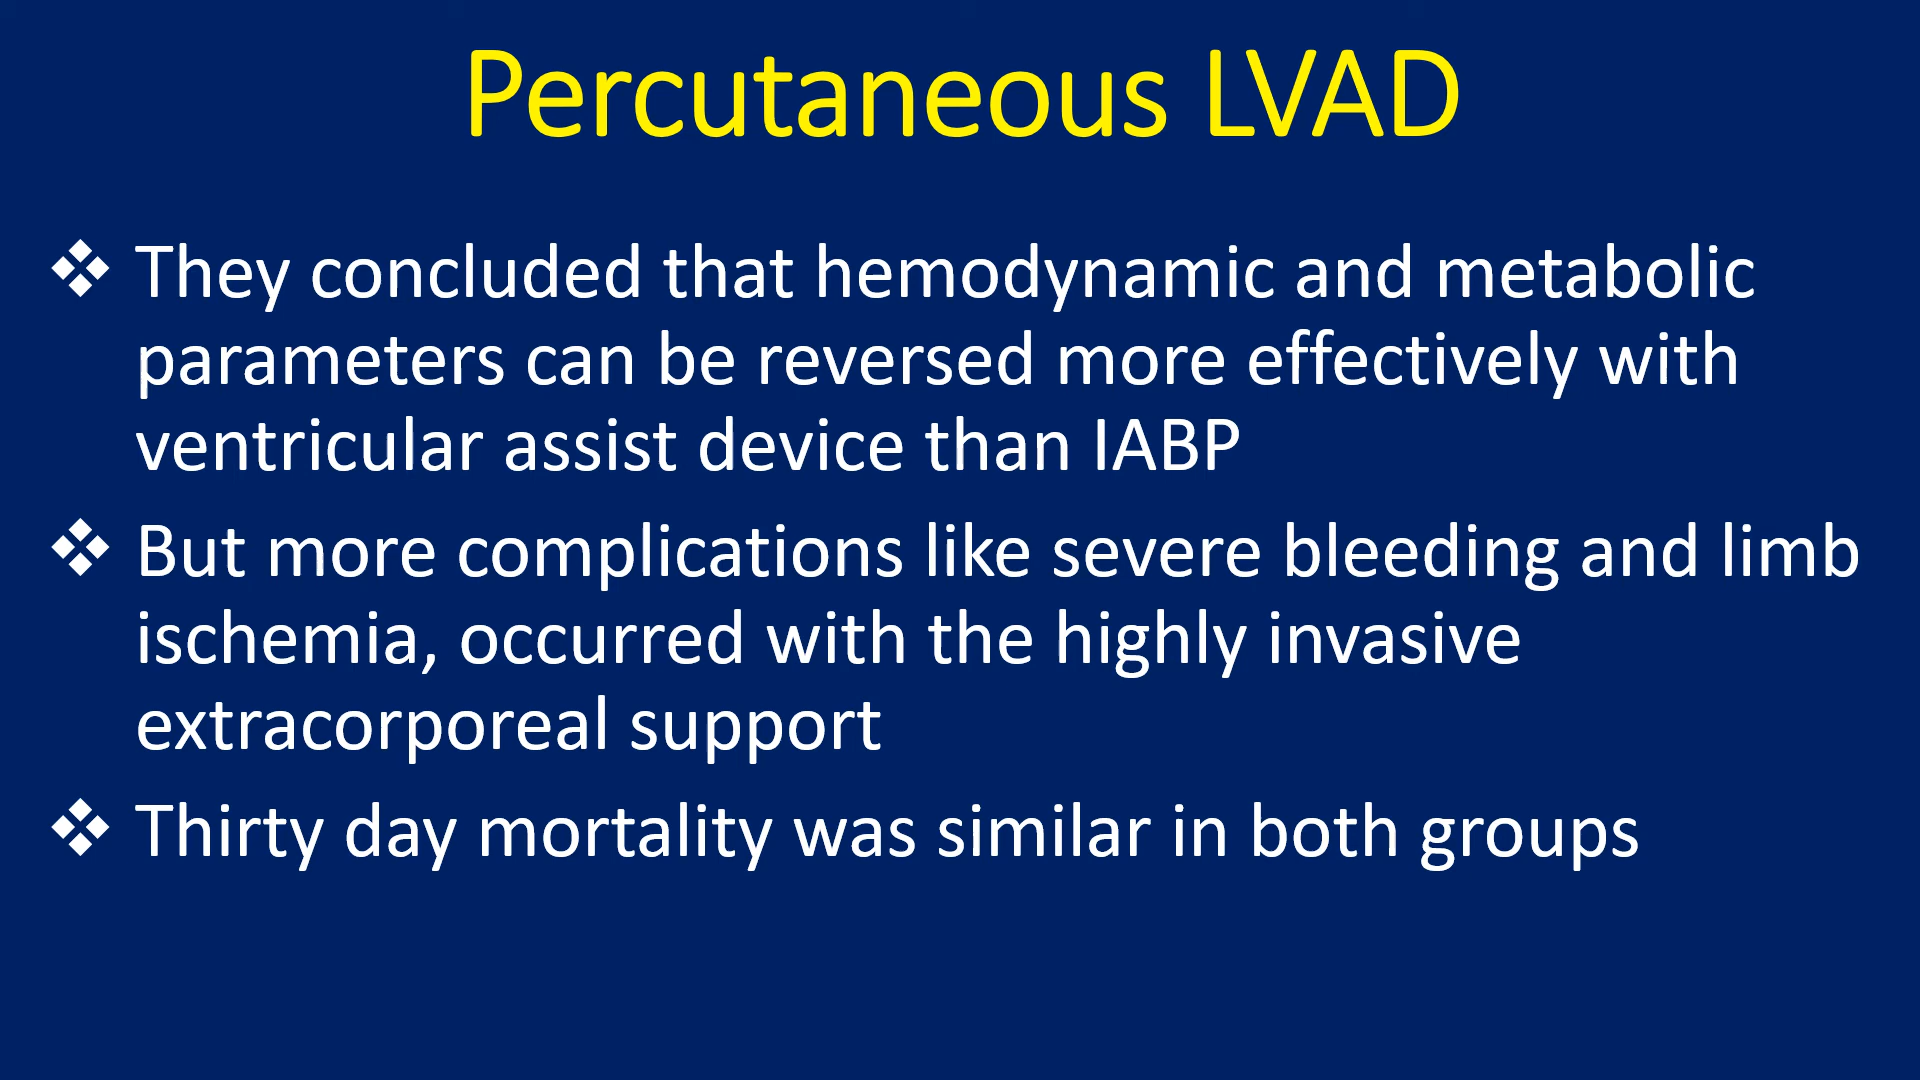 Percutaneous LVAD
❖ They concluded that hemodynamic and metabolic
parameters can be reversed more effectively with
ventricular assist device than IABP
❖ But more complications like severe bleeding and limb
ischemia, occurred with the highly invasive
extracorporeal support
❖ Thirty day mortality was similar in both groups